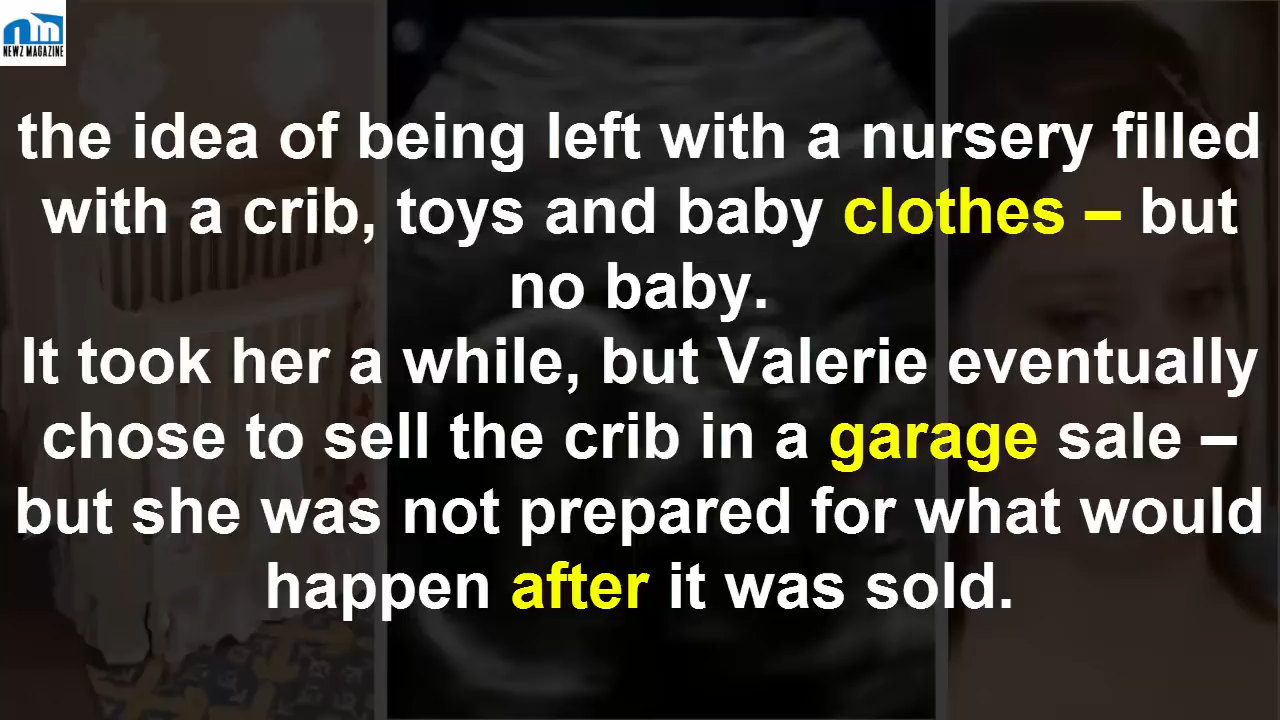 NEWZ MAGAZINE
the idea of being left with a nursery filled
with a crib, toys and baby clothes – but
no baby.
It took her a while, but Valerie eventually
chose to sell the crib in a garage sale –
but she was not prepared for what would
happen after it was sold.